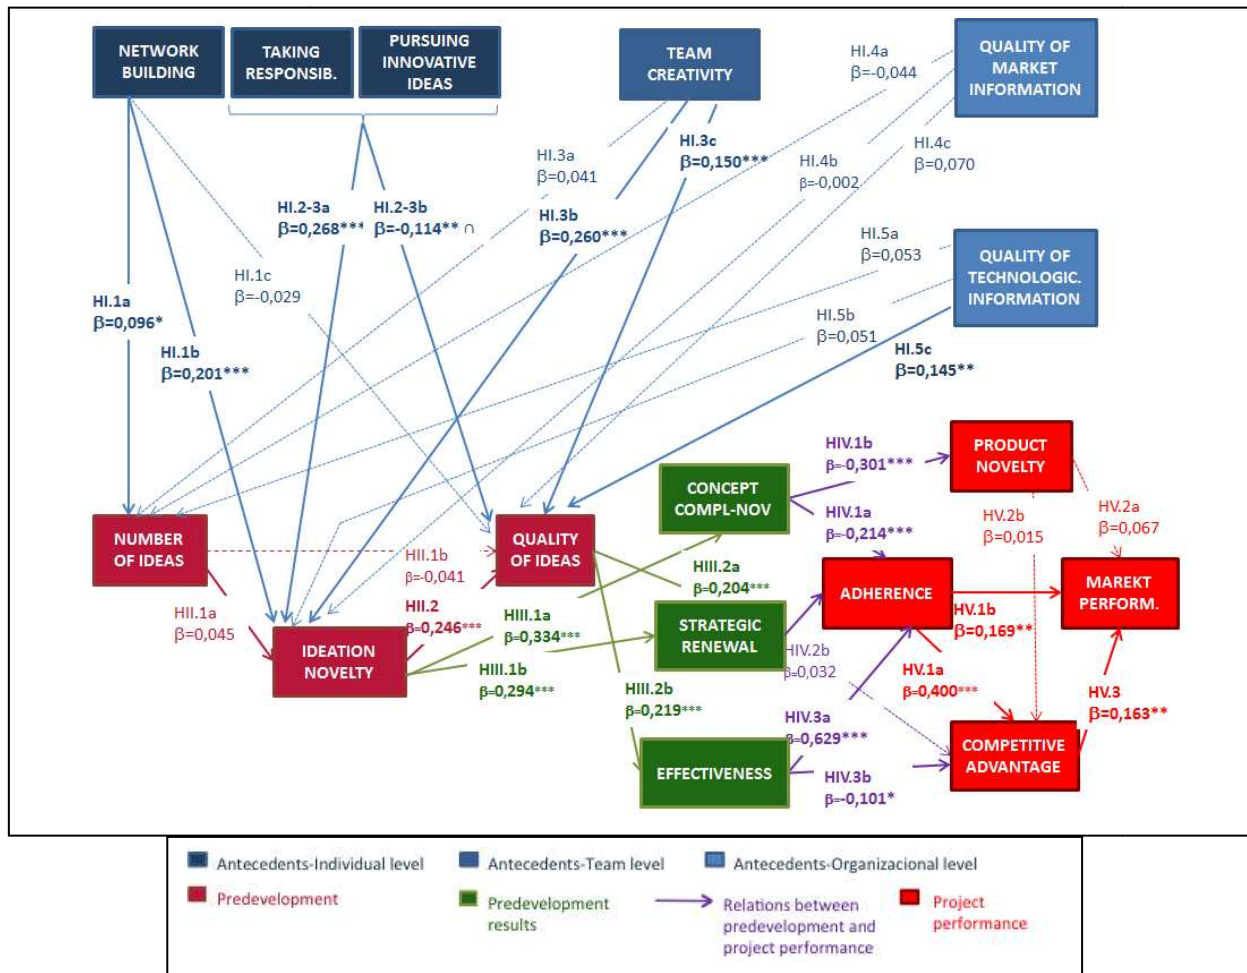 NETWORK
BUILDING
TAKING
RESPONSIB.
PURSUING
INNOVATIVE
IDEAS
TEAM
CREATIVITY
QUALITY OF
MARKET
INFORMATION
HI.4a
β=-0,044
HI.3c
β=0,150***
HI.4c
β=0,070
HI.3a
β=0,041
HI.4b
β=-0,002
HI.2-3a
β=0,268***
HI.2-3b
β=-0,114** ∩
HI.3b
β=0,260***
HI.5a
β=0,053
QUALITY OF
TECHNOLOGIC.
INFORMATION
HI.1c
β=-0,029
HI.1a
β=0,096*
HI.5b
β=0,051
HI.1b
β=0,201***
HI.5c
β=0,145**
HIV.1b
β=-0,301***
PRODUCT
NOVELTY
CONCEPT
COMPL-NOV
HIV.1a
β=-0,214***
HV.2a
β=0,067
HV.2b
β=0,015
NUMBER
OF IDEAS
HII.1b
β=-0,041
QUALITY
OF IDEAS
HIII.2a
β=0,204***
ADHERENCE
MAREKT
PERFORM.
HII.1a
β=0,045
HII.2
β=0,246***
HIII.1a
β=0,334***
STRATEGIC
RENEWAL
HV.1b
β=0,169**
IDEATION
NOVELTY
HIV.2b
β=0,032
HIII.1b
β=0,294***
HV.1a
β=0,400***
HIII.2b
β=0,219***
HV.3
β=0,163**
HIV.3a
β=0,629***
EFFECTIVENESS
COMPETITIVE
ADVANTAGE
HIV.3b
β=-0,101*
Antecedents-Individual level
Antecedents-Team level
Antecedents-Organizacional level
Predevelopment
Predevelopment
results
Relations between
predevelopment and
project performance
Project
performance